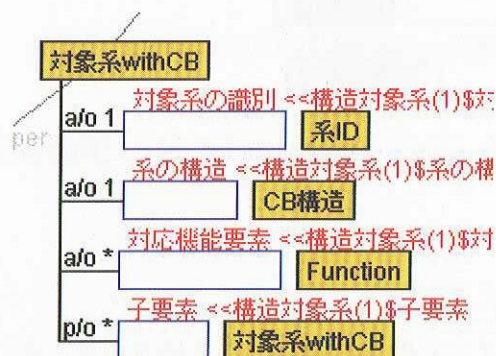 対象系withCB
per
対象系の識別 <<構造対象系(1)$対
a/o 1
系ID
系の構造 <<構造対象系(1)$系の構
a/o 1
CB構造
対応機能要素 <<構造対象系(1)$対
a/o *
Function
子要素 <<構造対象系(1)$子要素
p/o *
対象系withCB